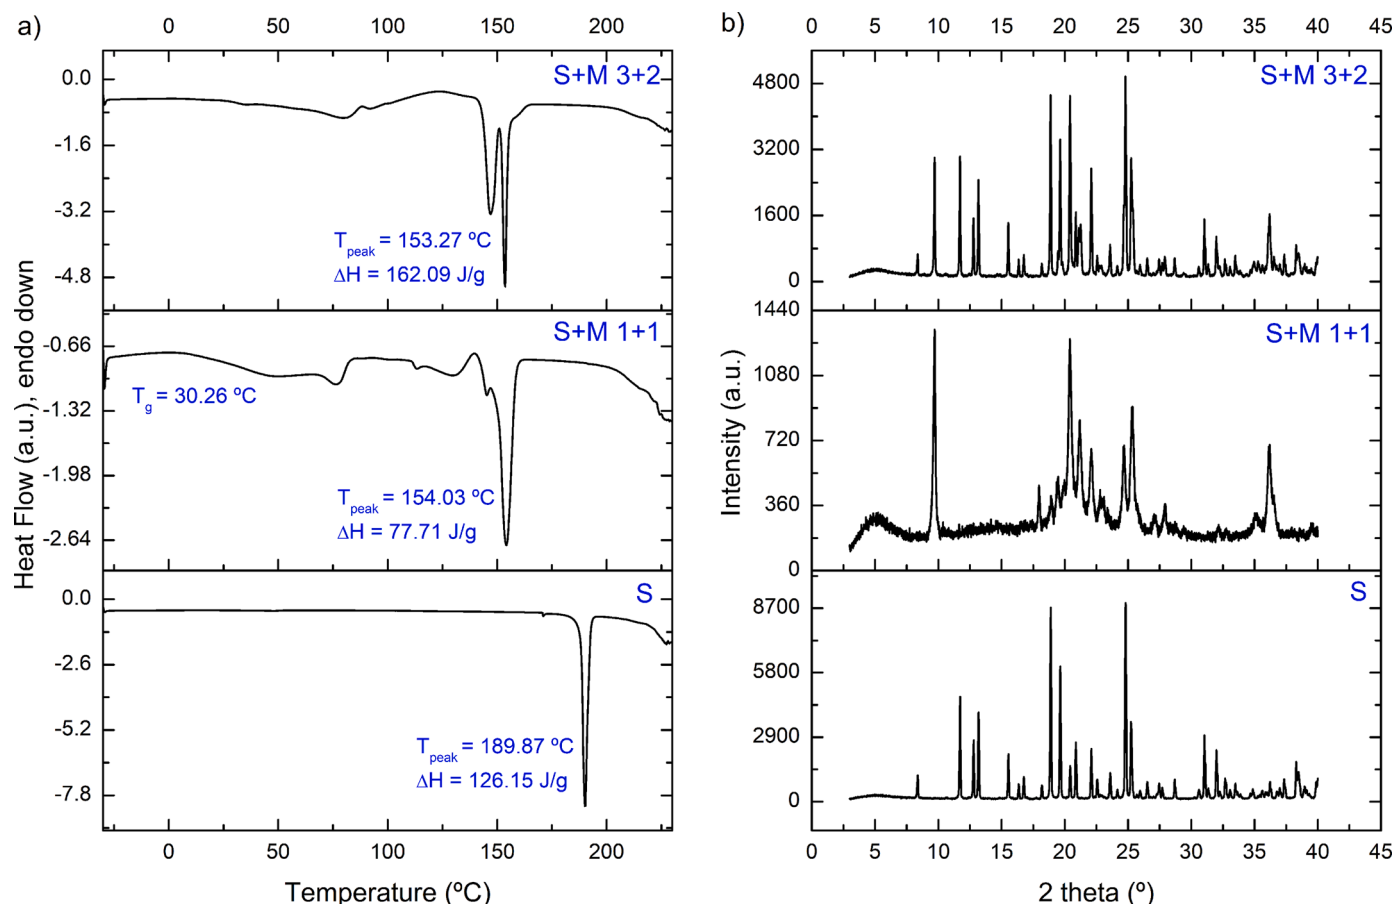 a)
0 50 100 150 200
Heat Flow (a.u.), endo down
0.0
-1.6
-3.2
-4.8
S+M 3+2
Tpeak = 153.27 ºC
ΔH = 162.09 J/g
-0.66
-1.32
-1.98
-2.64
S+M 1+1
Tg = 30.26 ºC
Tpeak = 154.03 ºC
ΔH = 77.71 J/g
0.0
-2.6
-5.2
-7.8
S
Tpeak = 189.87 ºC
ΔH = 126.15 J/g
0 50 100 150 200
Temperature (ºC)
b)
0 5 10 15 20 25 30 35 40 45
Intensity (a.u.)
4800
3200
1600
0
S+M 3+2
1440
1080
720
360
0
S+M 1+1
8700
5800
2900
0
S
0 5 10 15 20 25 30 35 40 45
2 theta (º)